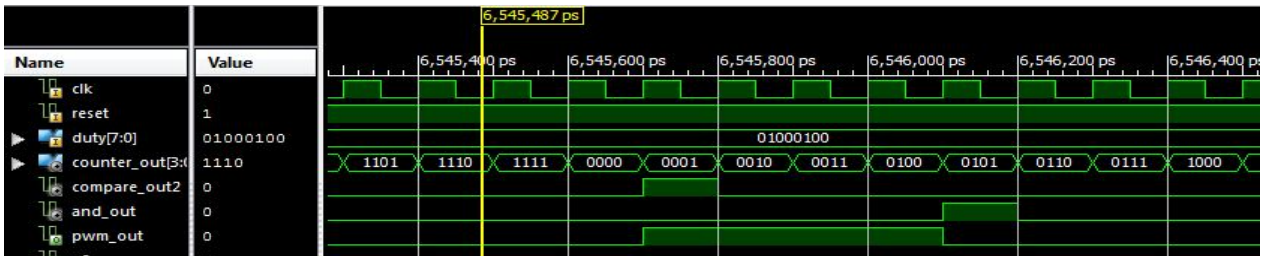 6,545,487 ps
Name Value 6,545,400 ps 6,545,600 ps 6,545,800 ps 6,546,000 ps 6,546,200 ps 6,546,400 ps
clk 0
reset 1
duty[7:0] 01000100 01000100
counter_out[3:( 1110 1101 1110 1111 0000 0001 0010 0011 0100 0101 0110 0111 1000
compare_out2 0
and_out 0
pwm_out 0